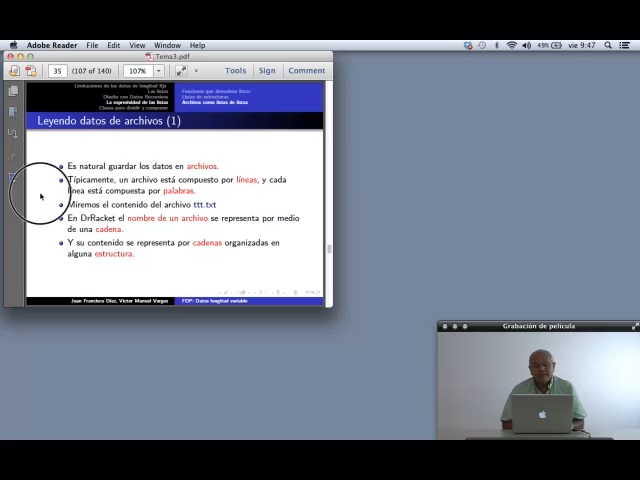 Adobe Reader File Edit View Window Help 49% vie 9:47
Tema3.pdf
35 (107 of 140) 107% Tools Sign Comment
Limitaciones de los datos de longitud fija
Las listas
Diseño con Datos Recursivos
La expresividad de las listas
Clases para dividir y componer
Funciones que devuelven listas
Listas de estructuras
Archivos como listas de listas
Leyendo datos de archivos (1)
Es natural guardar los datos en archivos.
Típicamente, un archivo está compuesto por líneas, y cada
línea está compuesta por palabras.
Miremos el contenido del archivo ttt.txt
En DrRacket el nombre de un archivo se representa por medio
de una cadena.
Y su contenido se representa por cadenas organizadas en
alguna estructura.
Juan Francisco Díaz, Victor Manuel Vargas FDP: Datos longitud variable
Grabación de película